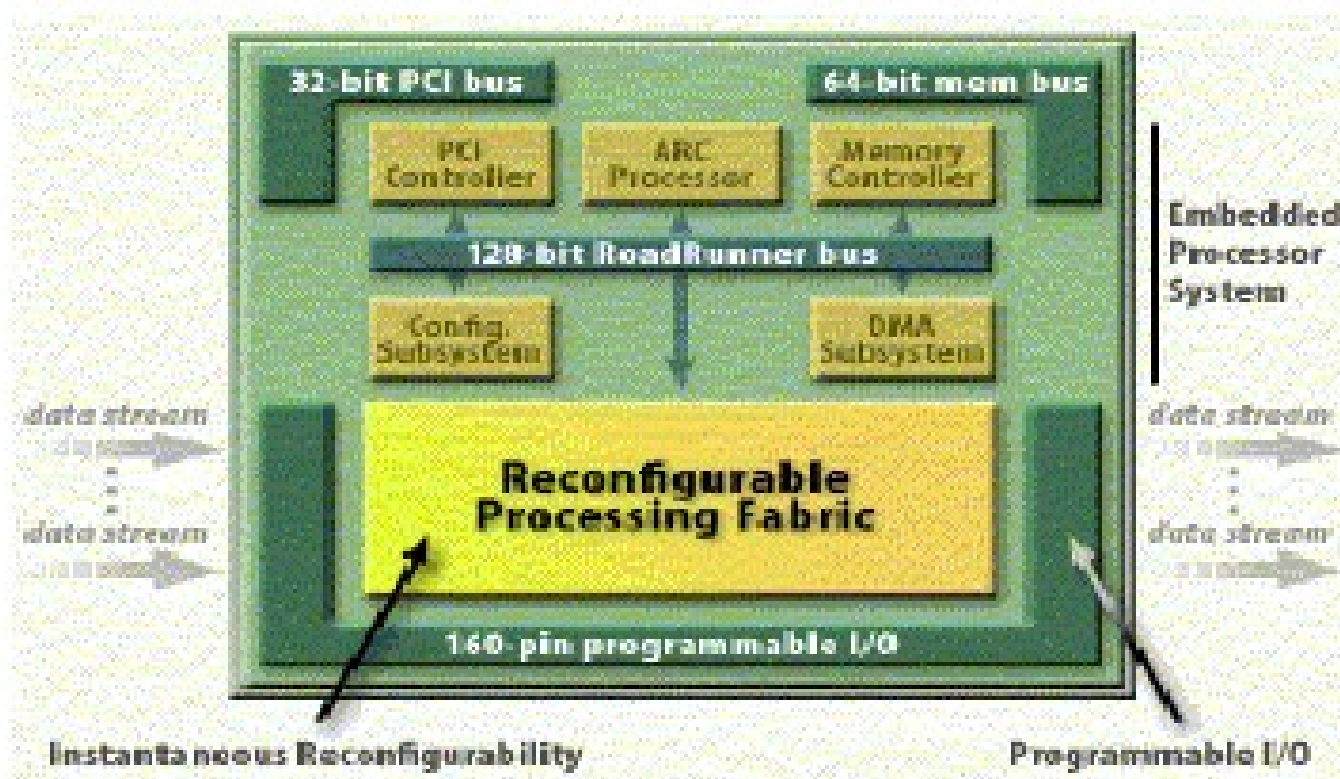 32-bit PCI bus
64-bit mem bus
PCI
Controller
ARC
Processor
Memory
Controller
Embedded
Processor
System
128-bit RoadRunner bus
Config.
Subsystem
DMA
Subsystem
data stream
data stream
Reconfigurable
Processing Fabric
data stream
data stream
160-pin programmable I/O
Instantaneous Reconfigurability
Programmable I/O